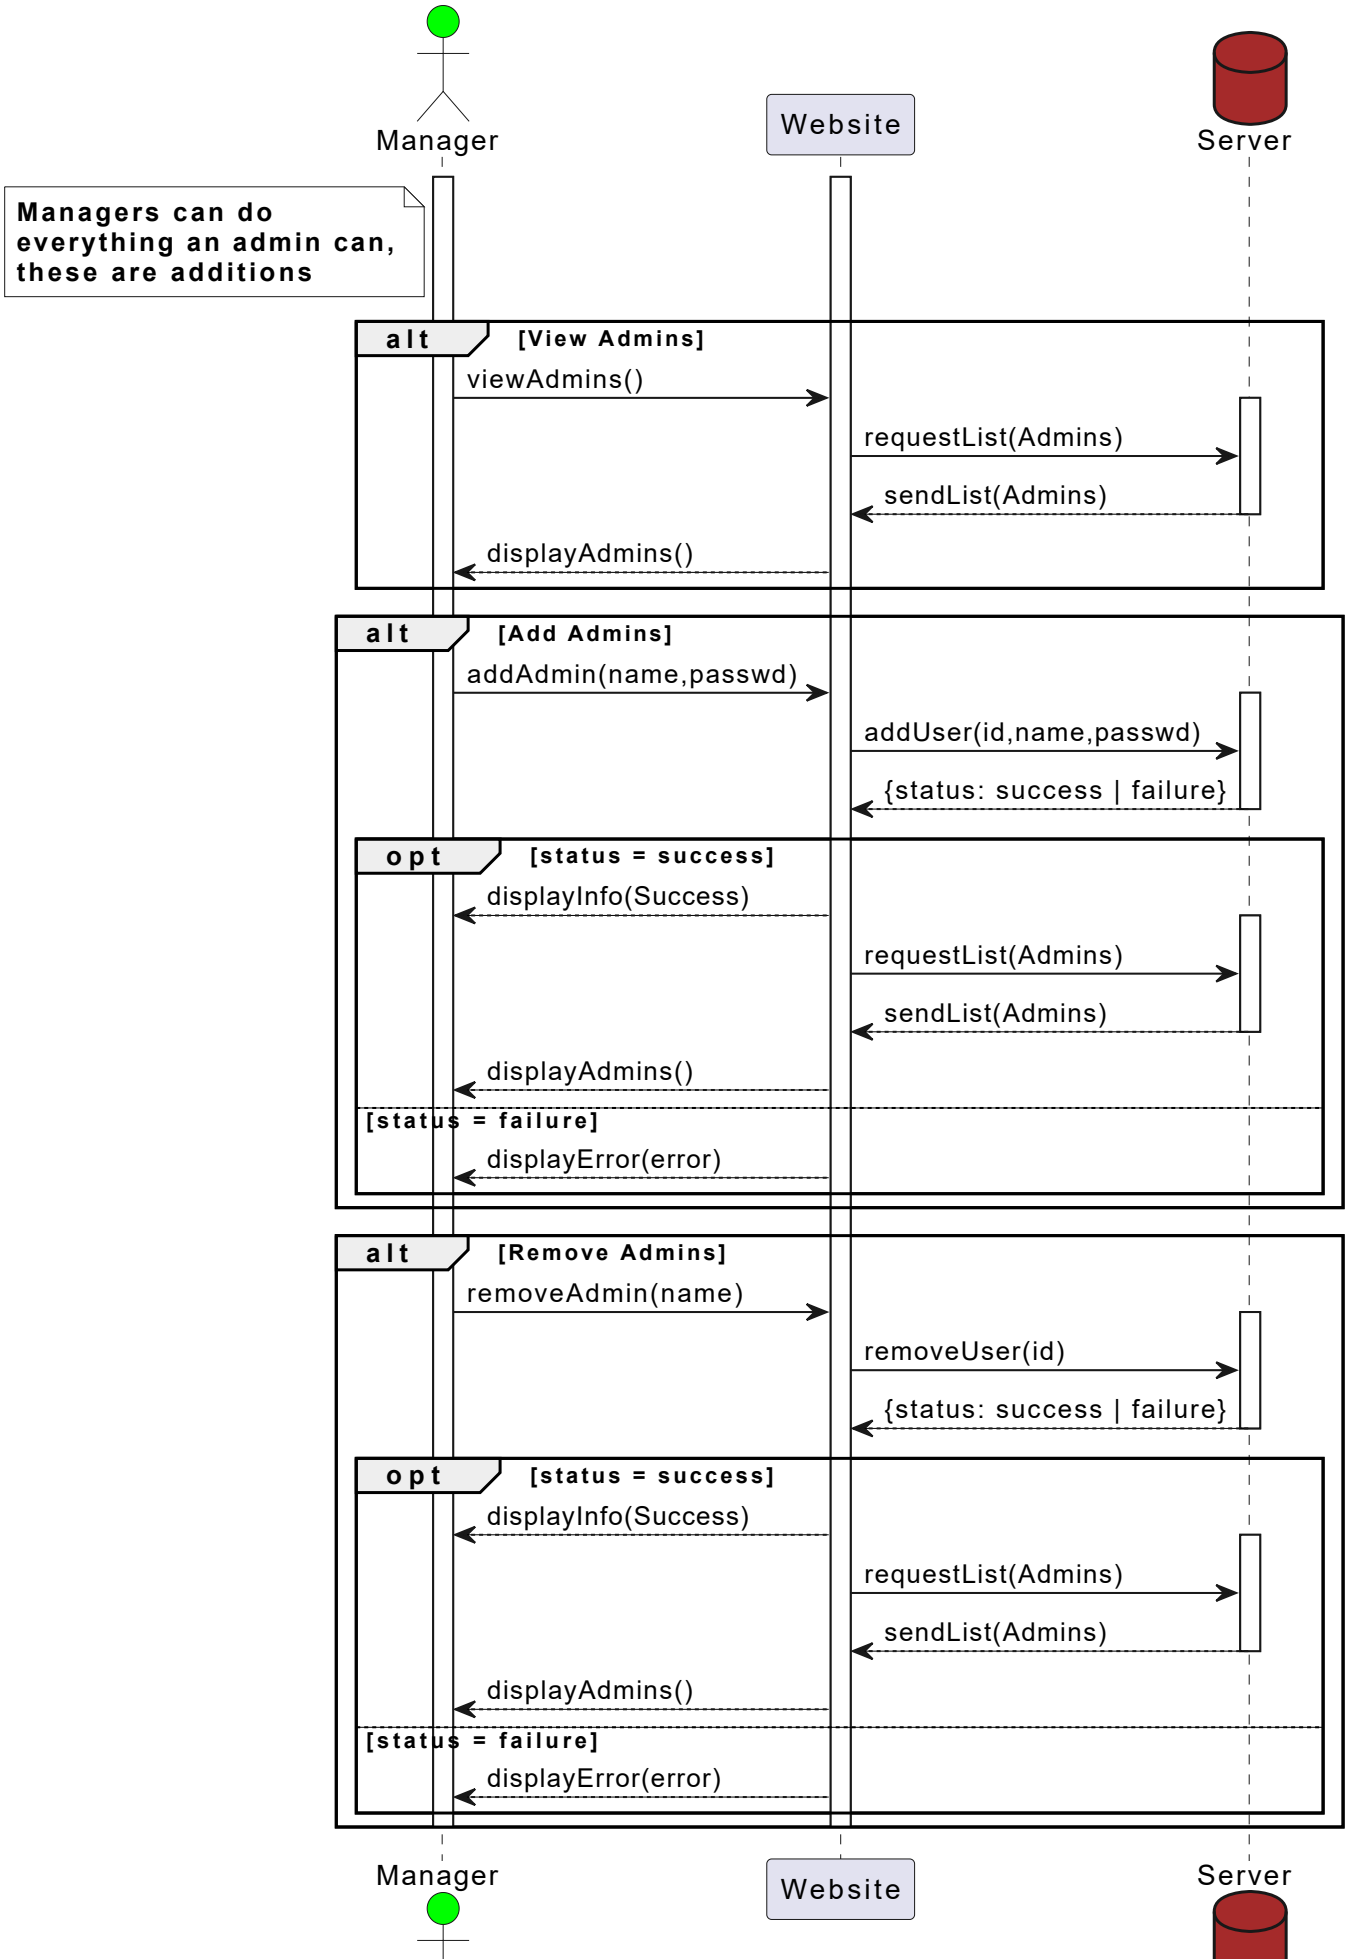 Manager
Website
Server
Managers can do
everything an admin can,
these are additions
alt [View Admins]
viewAdmins()
requestList(Admins)
sendList(Admins)
displayAdmins()
alt [Add Admins]
addAdmin(name,passwd)
addUser(id,name,passwd)
{status: success | failure}
opt [status = success]
displayInfo(Success)
requestList(Admins)
sendList(Admins)
displayAdmins()
[status = failure]
displayError(error)
alt [Remove Admins]
removeAdmin(name)
removeUser(id)
{status: success | failure}
opt [status = success]
displayInfo(Success)
requestList(Admins)
sendList(Admins)
displayAdmins()
[status = failure]
displayError(error)
Manager
Website
Server